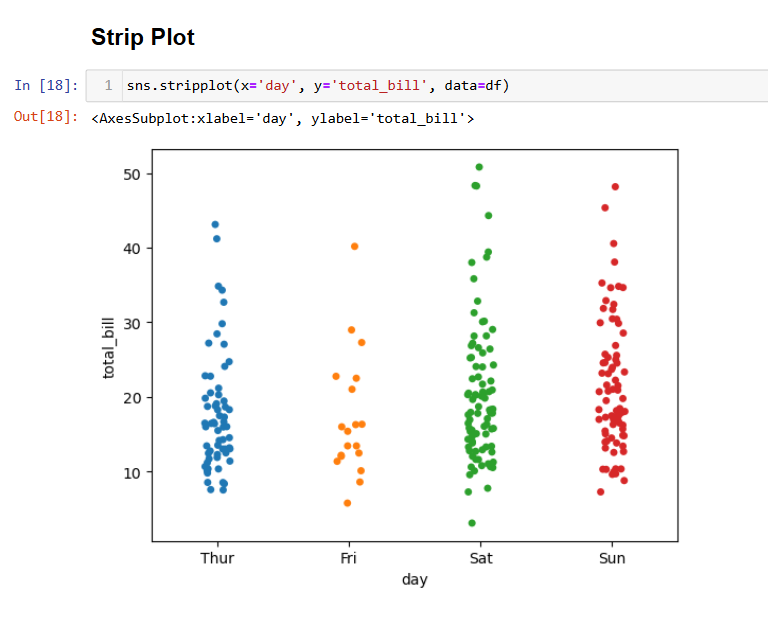 Strip Plot
In [18]: 1 sns.stripplot(x='day', y='total_bill', data=df)
Out[18]: <AxesSubplot:xlabel='day', ylabel='total_bill'>
50
40
30
20
10
total_bill
Thur Fri Sat Sun
day